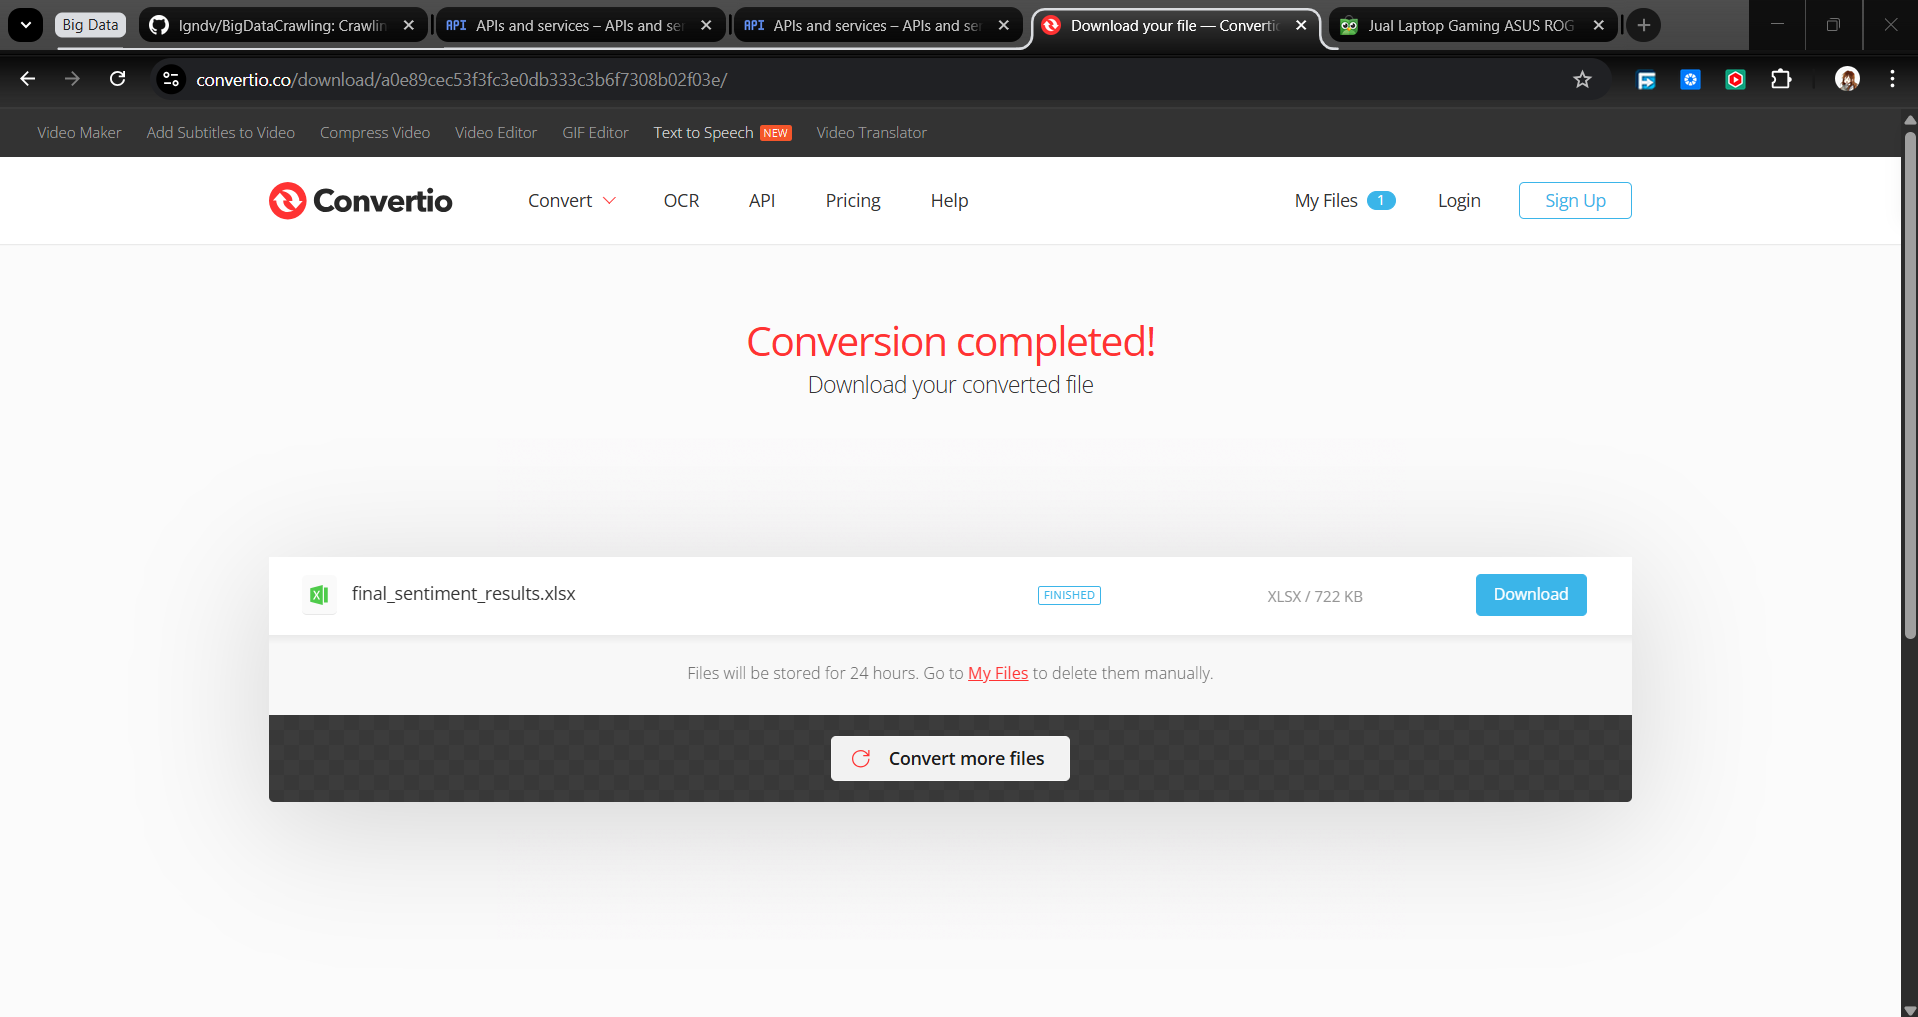 Big Data
lgndv/BigDataCrawling: Crawlin
API APIs and services – APIs and ser
API APIs and services – APIs and ser
Download your file — Converti
Jual Laptop Gaming ASUS ROG
convertio.co/download/a0e89cec53f3fc3e0db333c3b6f7308b02f03e/
Video Maker Add Subtitles to Video Compress Video Video Editor GIF Editor Text to Speech NEW Video Translator
Convertio Convert OCR API Pricing Help My Files 1 Login Sign Up
Conversion completed!
Download your converted file
final_sentiment_results.xlsx FINISHED XLSX / 722 KB Download
Files will be stored for 24 hours. Go to My Files to delete them manually.
Convert more files